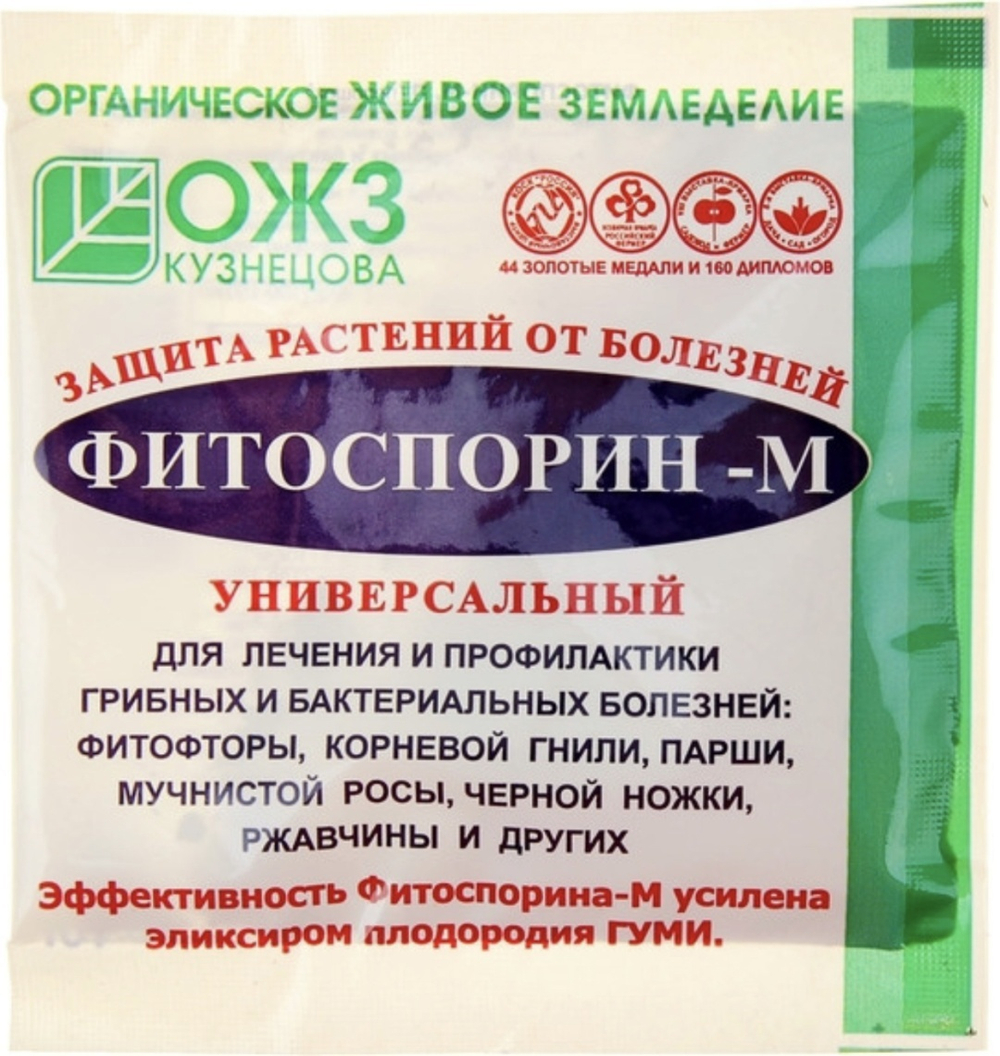 ОРГАНИЧЕСКОЕ ЖИВОЕ ЗЕМЛЕДЕЛИЕ
ОЖЗ
КУЗНЕЦОВА
44 ЗОЛОТЫЕ МЕДАЛИ И 160 ДИПЛОМОВ
ЗАЩИТА РАСТЕНИЙ ОТ БОЛЕЗНЕЙ
ФИТОСПОРИН -М
УНИВЕРСАЛЬНЫЙ
ДЛЯ ЛЕЧЕНИЯ И ПРОФИЛАКТИКИ
ГРИБНЫХ И БАКТЕРИАЛЬНЫХ БОЛЕЗНЕЙ:
ФИТОФТОРЫ, КОРНЕВОЙ ГНИЛИ, ПАРШИ,
МУЧНИСТОЙ РОСЫ, ЧЕРНОЙ НОЖКИ,
РЖАВЧИНЫ И ДРУГИХ
Эффективность Фитоспорина-М усилена
эликсиром плодородия ГУМИ.